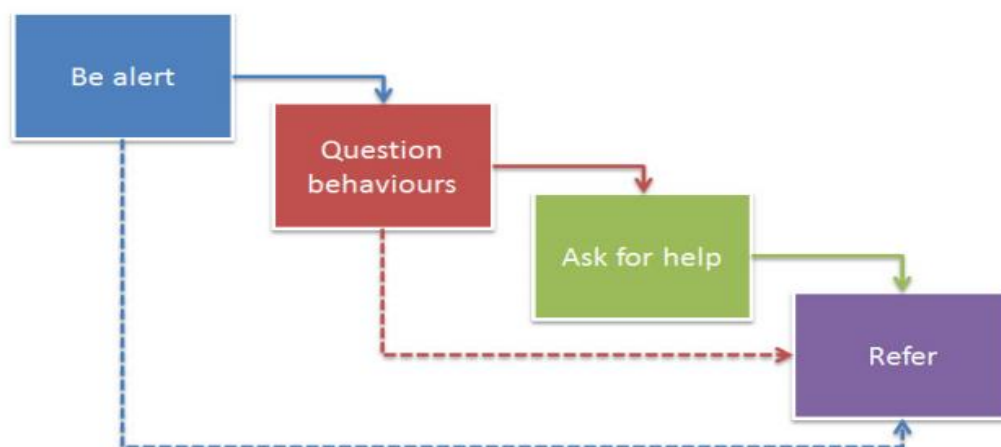 Be alert
Question
behaviours
Ask for help
Refer